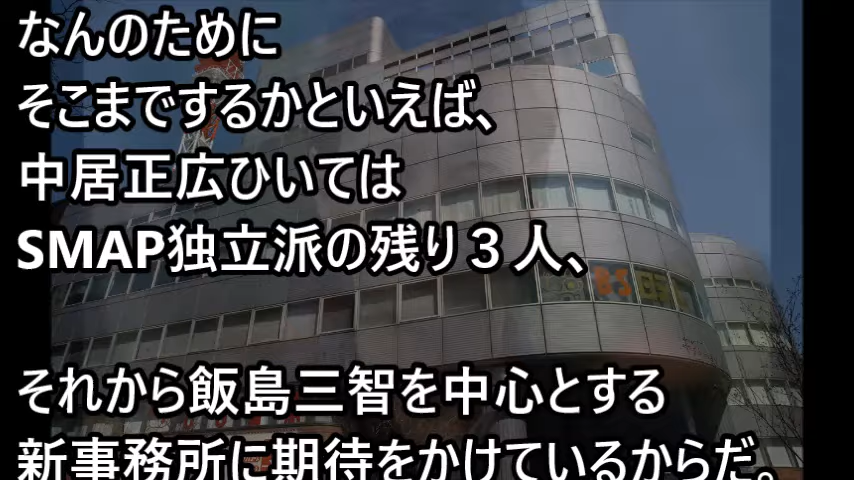 なんのために
そこまでするかといえば、
中居正広ひいては
SMAP独立派の残り３人、
BS
それから飯島三智を中心とする
新事務所に期待をかけているからだ。